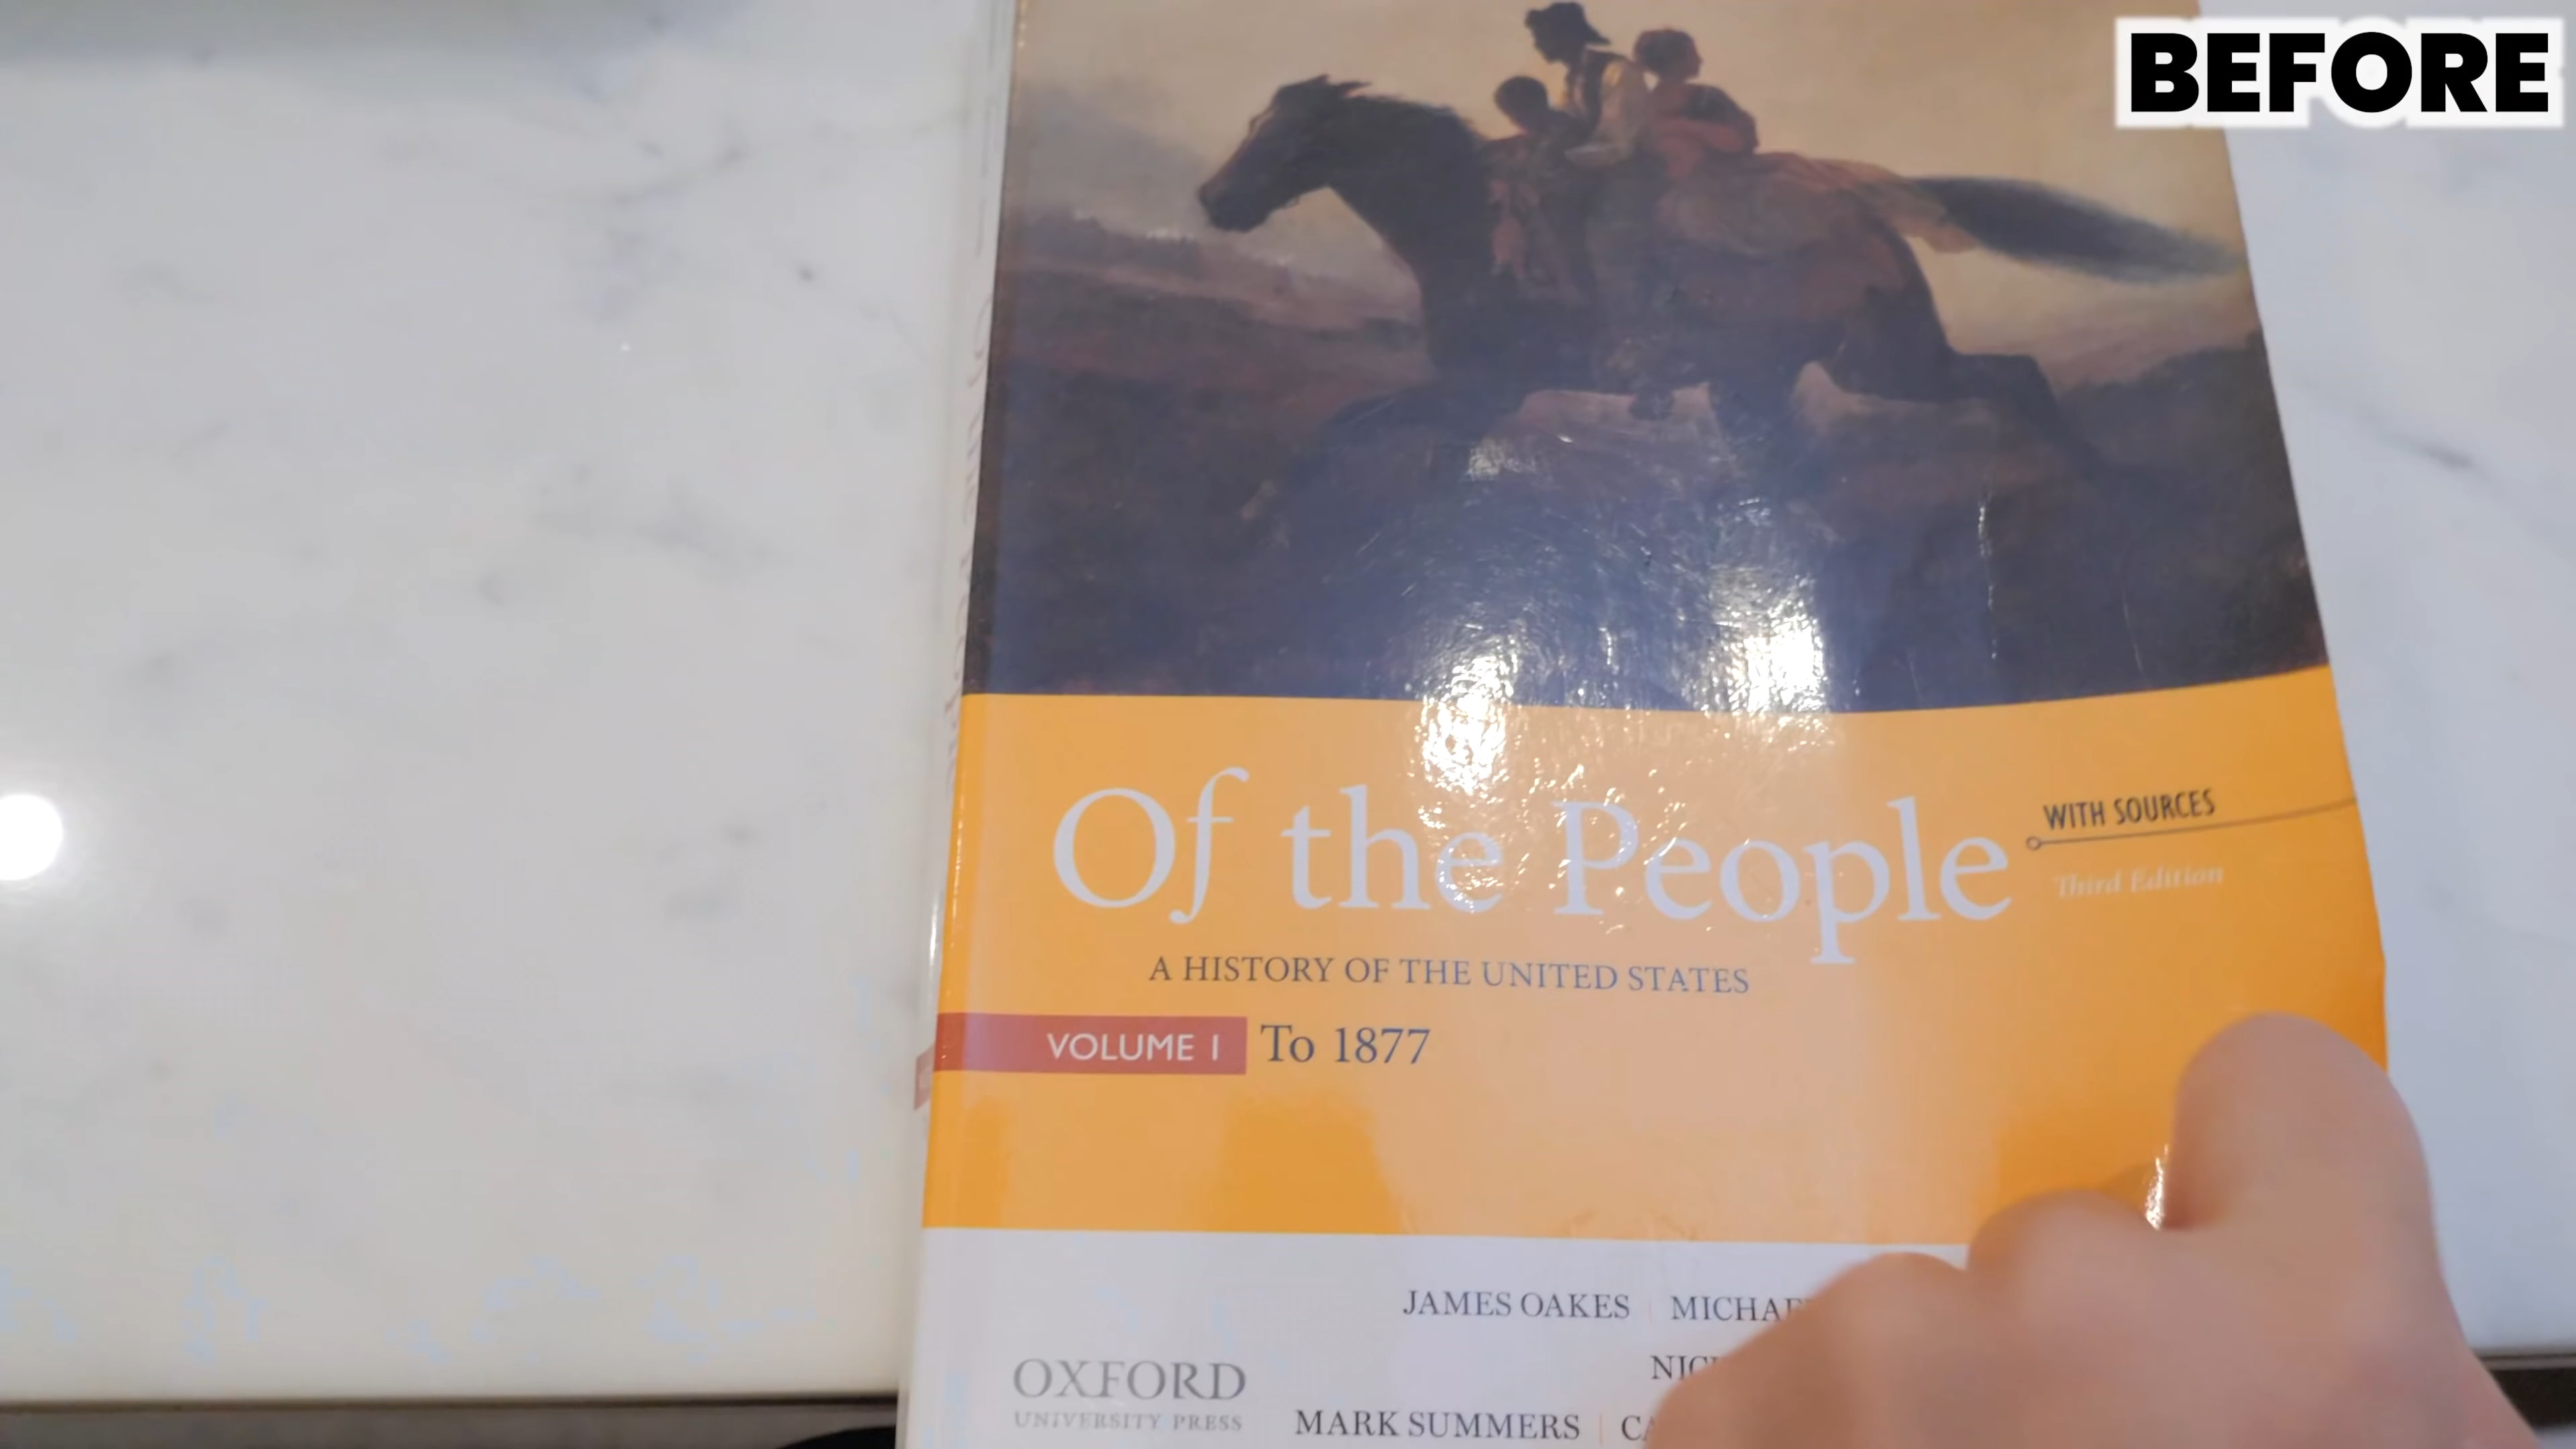 BEFORE
Of the People
WITH SOURCES
Third Edition
A HISTORY OF THE UNITED STATES
VOLUME I To 1877
JAMES OAKES | MICHAE
OXFORD
UNIVERSITY PRESS
MARK SUMMERS |